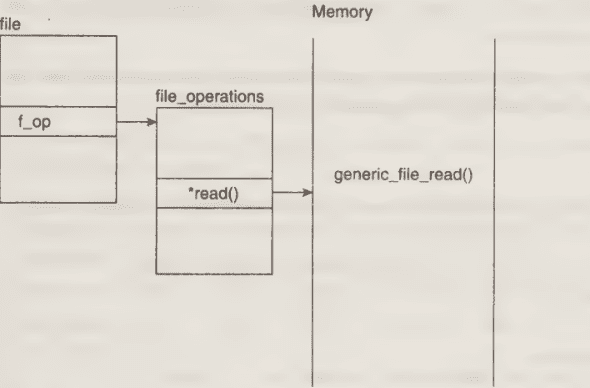 Memory
file
file_operations
f_op
generic_file_read()
*read()